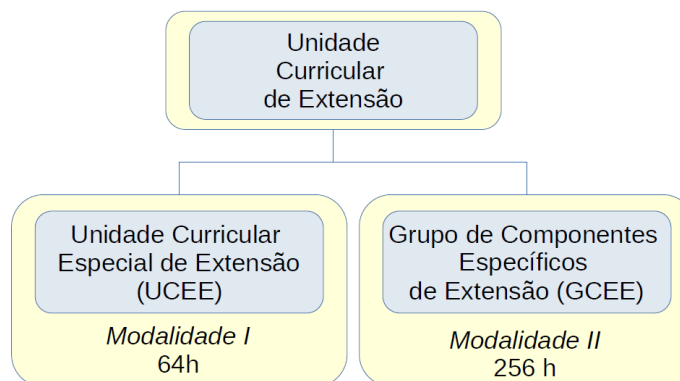 Unidade
Curricular
de Extensão
Unidade Curricular
Especial de Extensão
(UCEE)
Modalidade I
64h
Grupo de Componentes
Específicos
de Extensão (GCEE)
Modalidade II
256 h